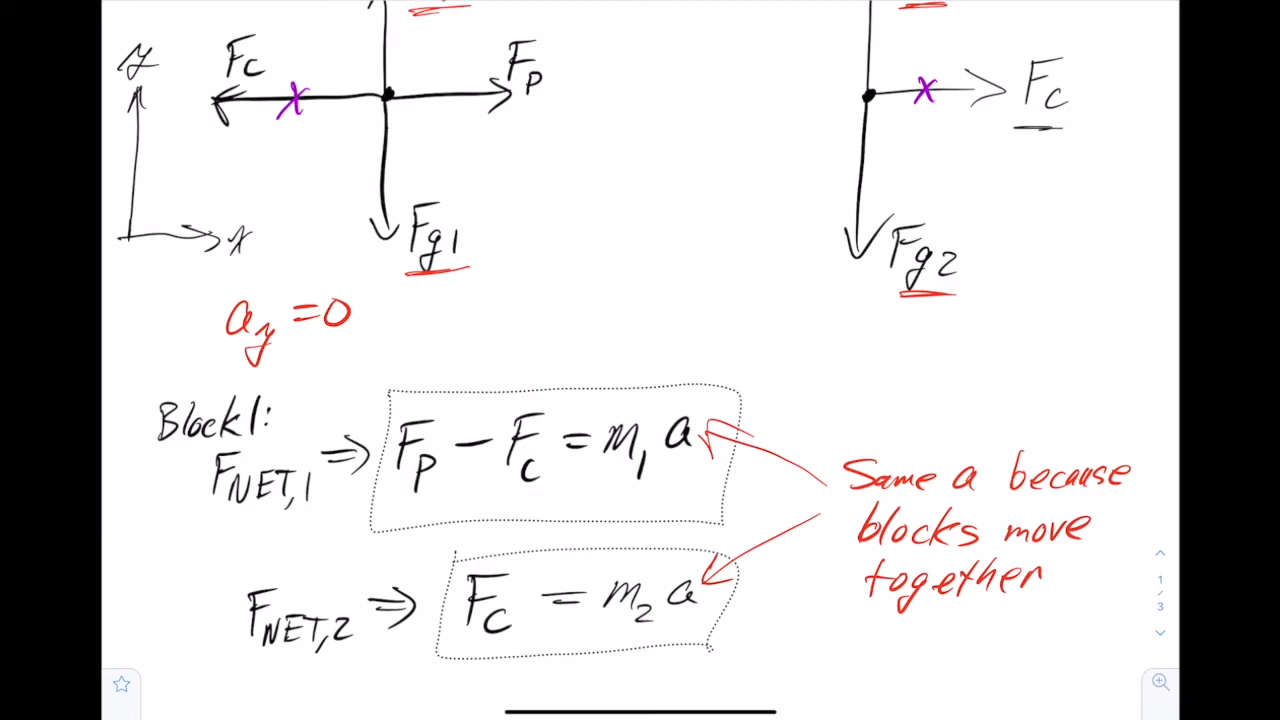 y
Fc
Fp
Fc
x
Fg1
Fg2
ay = 0
Block 1:
FNET,1 ⇒ Fp − Fc = m1 a
Same a because
blocks move
together
FNET,2 ⇒ Fc = m2 a
1
/
3